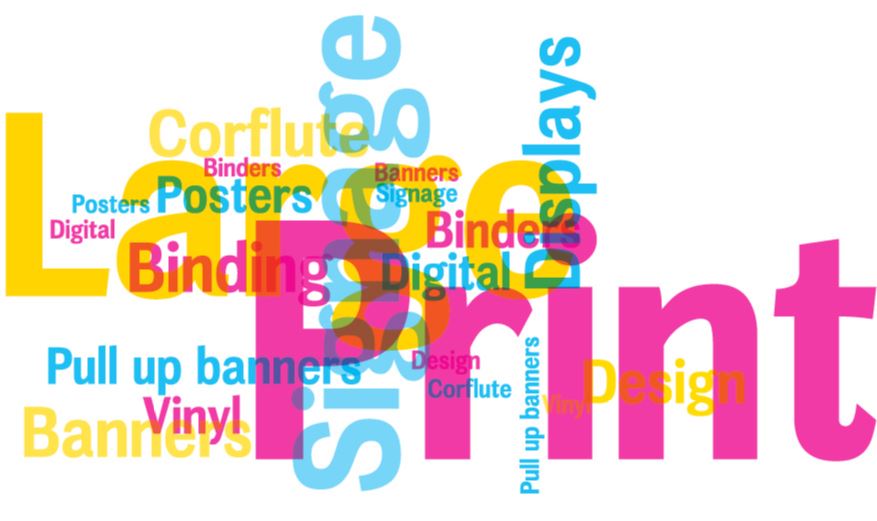 Signage
Displays
Large
Corflute
Binders
Banners
Posters
Posters
Signage
Digital
Binders
Binding
Digital
Print
Pull up banners
Design
Corflute
Pull up banners
Design
Vinyl
Vinyl
Banners